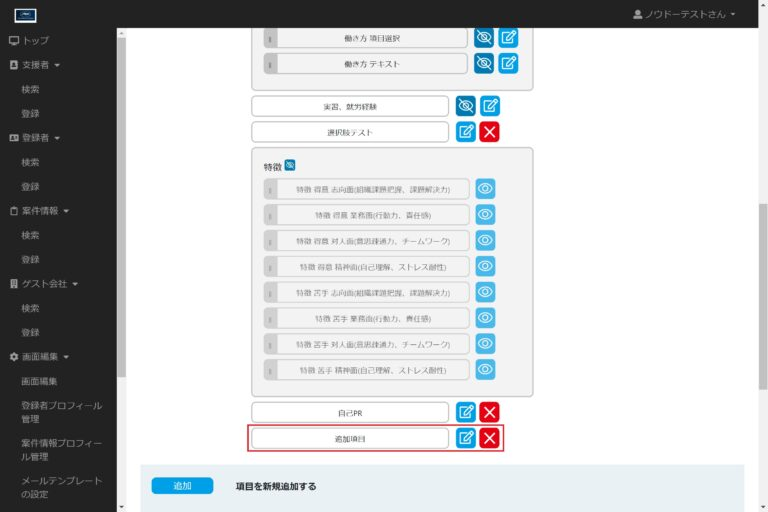 ノウドーテストさん
トップ
支援者
検索
登録
登録者
検索
登録
案件情報
検索
登録
ゲスト会社
検索
登録
画面編集
画面編集
登録者プロフィール
管理
案件情報プロフィー
ル管理
メールテンプレート
の設定
働き方 項目選択
働き方 テキスト
実習、就労経験
選択肢テスト
特徴
特徴 得意 志向面(組織課題把握、課題解決力)
特徴 得意 業務面(行動力、責任感)
特徴 得意 対人面(意思疎通力、チームワーク)
特徴 得意 精神面(自己理解、ストレス耐性)
特徴 苦手 志向面(組織課題把握、課題解決力)
特徴 苦手 業務面(行動力、責任感)
特徴 苦手 対人面(意思疎通力、チームワーク)
特徴 苦手 精神面(自己理解、ストレス耐性)
自己PR
追加項目
追加
項目を新規追加する